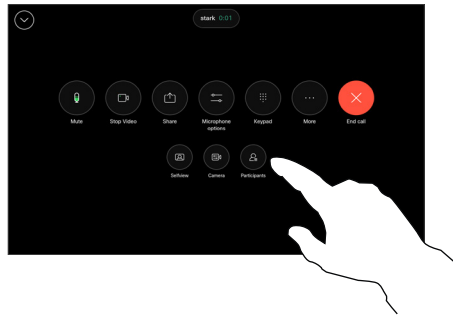 stark 0:01
Mute Stop Video Share Microphone options Keypad More End call
Selfview Camera Participants